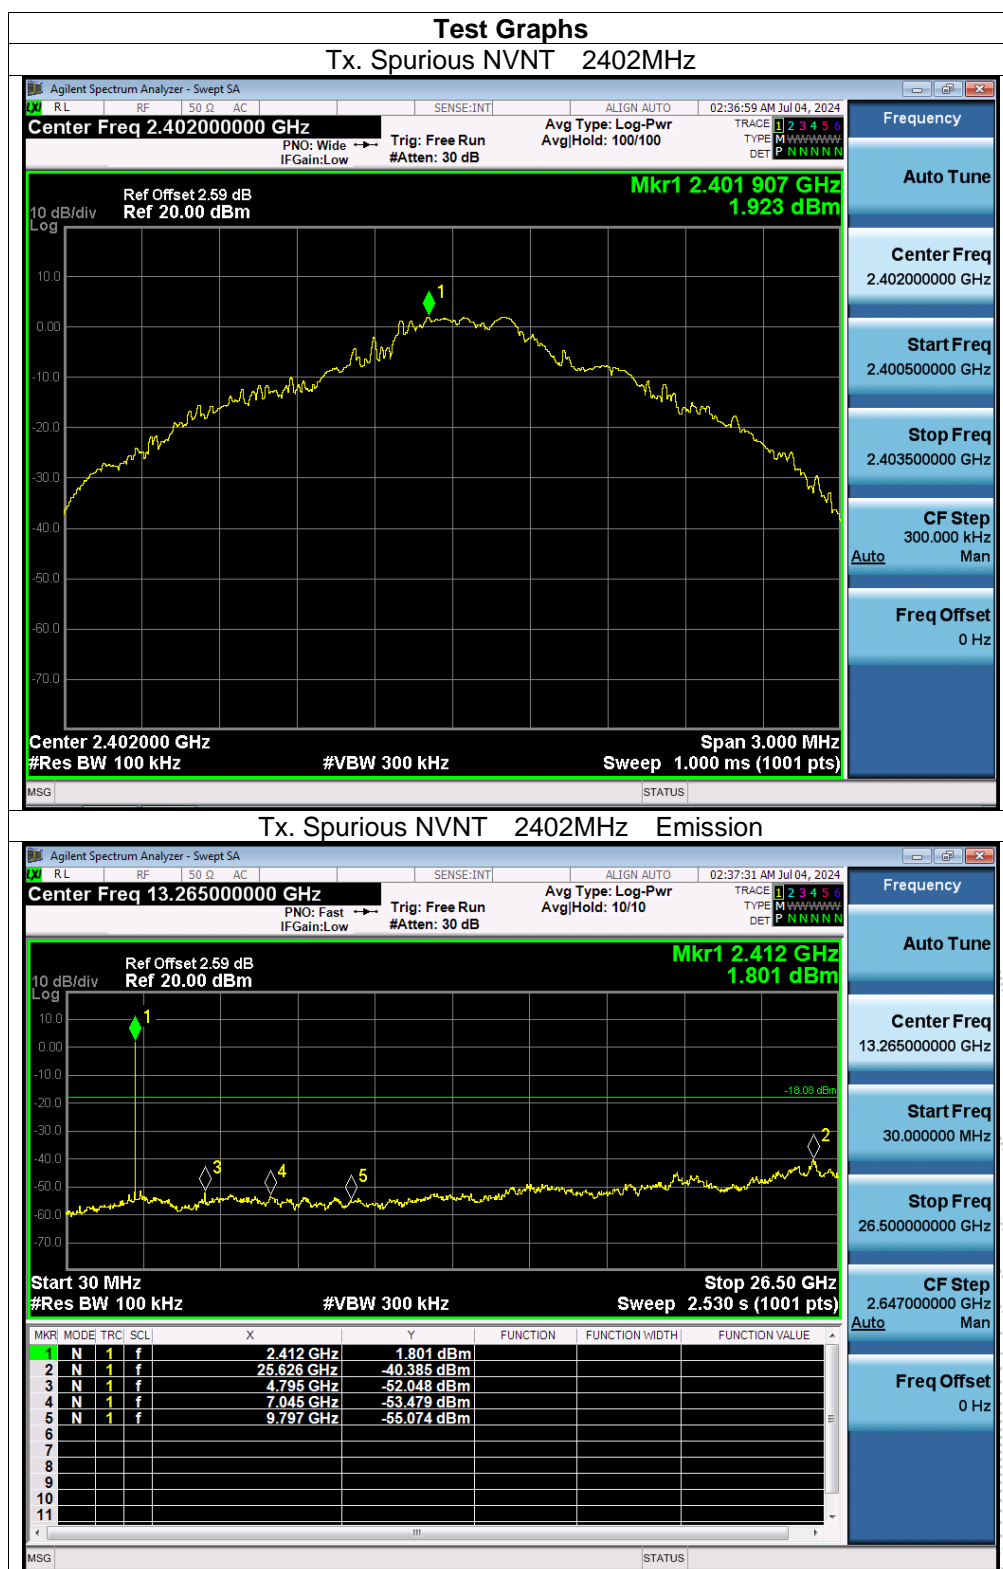 Test Graphs
Tx. Spurious NVNT 2402MHz
Agilent Spectrum Analyzer - Swept SA
LXI RL RF 50 Ω AC SENSE:INT ALIGN AUTO 02:36:59 AM Jul 04, 2024
Center Freq 2.402000000 GHz
PNO: Wide
IFGain:Low
Trig: Free Run
#Atten: 30 dB
Avg Type: Log-Pwr
Avg|Hold: 100/100
TRACE 1 2 3 4 5 6
TYPE M WWWWW
DET P N N N N N
Mkr1 2.401 907 GHz
1.923 dBm
Ref Offset 2.59 dB
10 dB/div Ref 20.00 dBm
Log
10.0
0.00
-10.0
-20.0
-30.0
-40.0
-50.0
-60.0
-70.0
1
Center 2.402000 GHz Span 3.000 MHz
#Res BW 100 kHz #VBW 300 kHz Sweep 1.000 ms (1001 pts)
MSG STATUS
Frequency
Auto Tune
Center Freq
2.402000000 GHz
Start Freq
2.400500000 GHz
Stop Freq
2.403500000 GHz
CF Step
300.000 kHz
Auto Man
Freq Offset
0 Hz
Tx. Spurious NVNT 2402MHz Emission
Agilent Spectrum Analyzer - Swept SA
LXI RL RF 50 Ω AC SENSE:INT ALIGN AUTO 02:37:31 AM Jul 04, 2024
Center Freq 13.265000000 GHz
PNO: Fast
IFGain:Low
Trig: Free Run
#Atten: 30 dB
Avg Type: Log-Pwr
Avg|Hold: 10/10
TRACE 1 2 3 4 5 6
TYPE M WWWWW
DET P N N N N N
Mkr1 2.412 GHz
1.801 dBm
Ref Offset 2.59 dB
10 dB/div Ref 20.00 dBm
Log
10.0
0.00
-10.0
-20.0
-30.0
-40.0
-50.0
-60.0
-70.0
-18.08 dBm
1
2
3
4
5
Start 30 MHz Stop 26.50 GHz
#Res BW 100 kHz #VBW 300 kHz Sweep 2.530 s (1001 pts)
MKR MODE TRC SCL X Y FUNCTION FUNCTION WIDTH FUNCTION VALUE
1 N 1 f 2.412 GHz 1.801 dBm
2 N 1 f 25.626 GHz -40.385 dBm
3 N 1 f 4.795 GHz -52.048 dBm
4 N 1 f 7.045 GHz -53.479 dBm
5 N 1 f 9.797 GHz -55.074 dBm
6
7
8
9
10
11
MSG STATUS
Frequency
Auto Tune
Center Freq
13.265000000 GHz
Start Freq
30.000000 MHz
Stop Freq
26.500000000 GHz
CF Step
2.647000000 GHz
Auto Man
Freq Offset
0 Hz